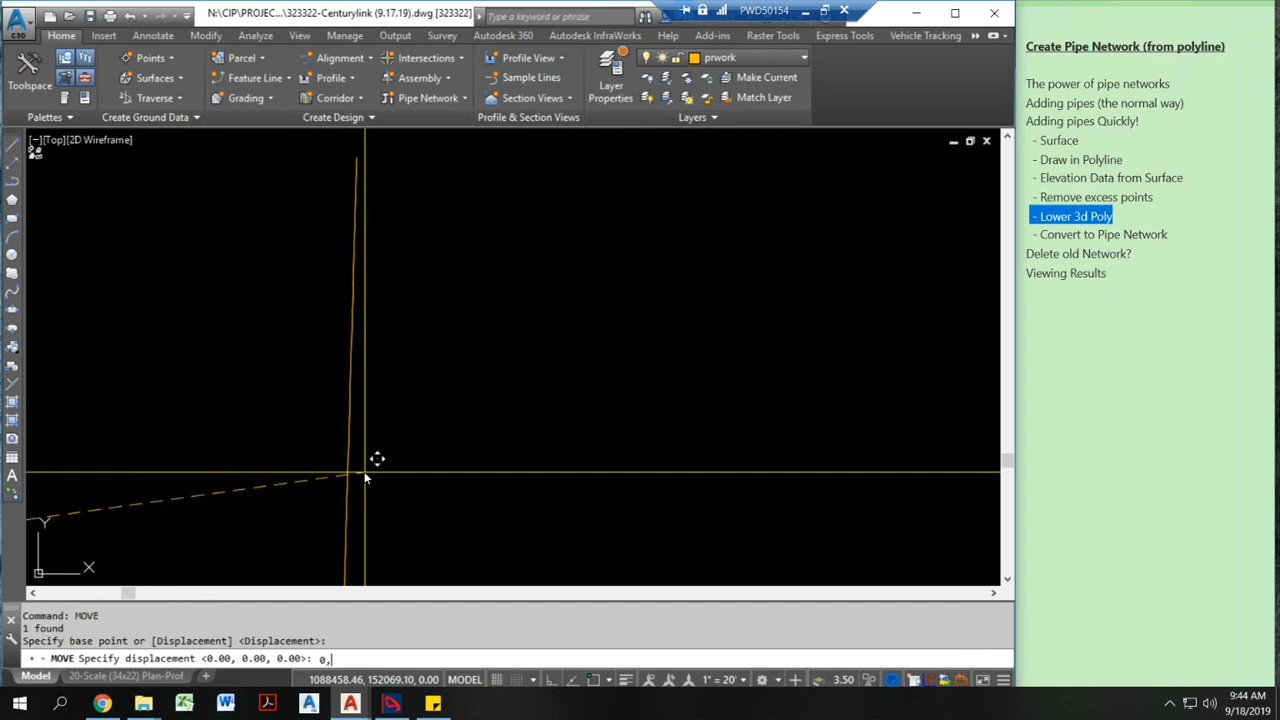 N:\CIP\PROJEC...\323322-Centurylink (9.17.19).dwg [323322]
Type a keyword or phrase
PWD50154
C3D
Home Insert Annotate Modify Analyze View Manage Output Survey Autodesk 360 Autodesk InfraWorks Help Add-ins Raster Tools Express Tools Vehicle Tracking
Points Parcel Alignment Intersections Profile View prwork
Toolspace Surfaces Feature Line Profile Assembly Sample Lines Layer Properties Make Current
Traverse Grading Corridor Pipe Network Section Views Match Layer
Palettes Create Ground Data Create Design Profile & Section Views Layers
[−][Top][2D Wireframe]
Y
X
Command: MOVE
1 found
Specify base point or [Displacement] <Displacement>:
MOVE Specify displacement <0.00, 0.00, 0.00>: 0,
Model 20-Scale (34x22) Plan-Prof +
1088458.46, 152069.10, 0.00 MODEL 1" = 20' 3.50
9:44 AM
9/18/2019
Create Pipe Network (from polyline)
The power of pipe networks
Adding pipes (the normal way)
Adding pipes Quickly!
- Surface
- Draw in Polyline
- Elevation Data from Surface
- Remove excess points
- Lower 3d Poly
- Convert to Pipe Network
Delete old Network?
Viewing Results